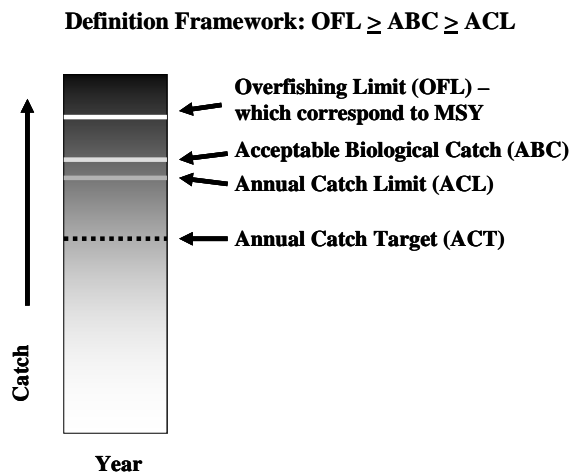 Definition Framework: OFL ≥ ABC ≥ ACL
Overfishing Limit (OFL) –
which correspond to MSY
Acceptable Biological Catch (ABC)
Annual Catch Limit (ACL)
Annual Catch Target (ACT)
Catch
Year